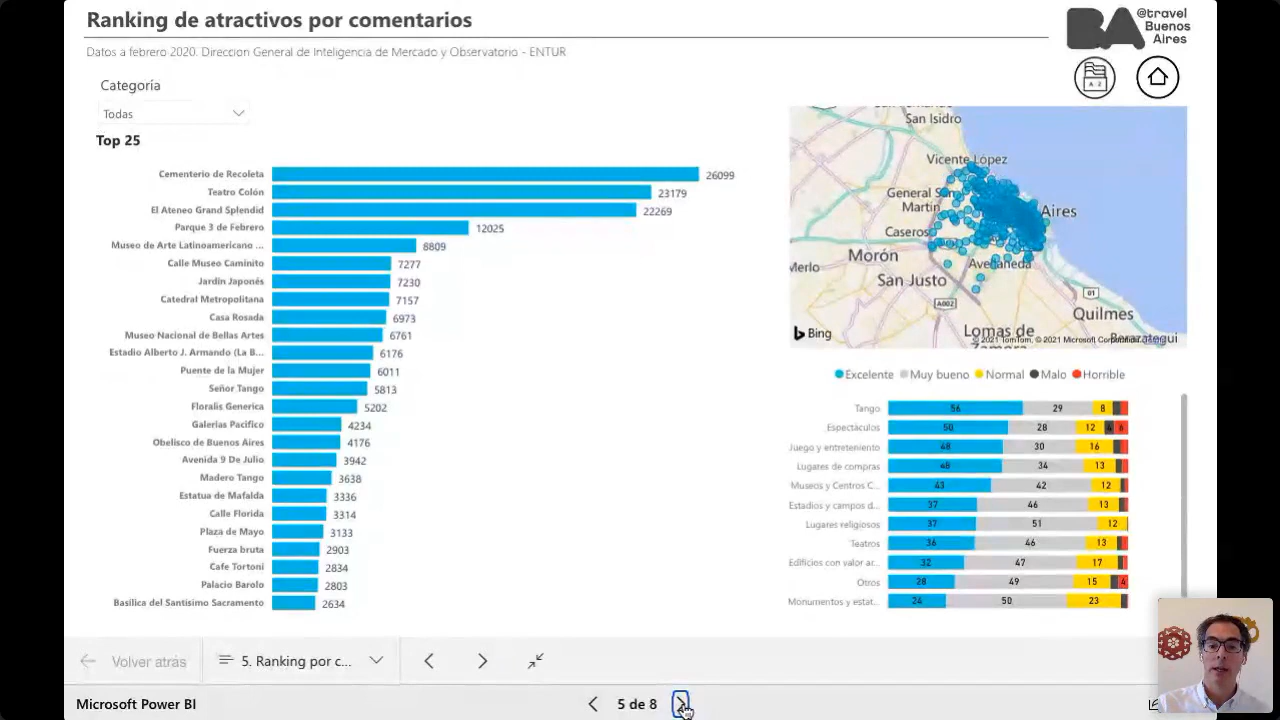 Ranking de atractivos por comentarios
@travel
Buenos
Aires
BA
Datos a febrero 2020. Direccion General de Inteligencia de Mercado y Observatorio - ENTUR
A - Z
Categoría
Todas
Top 25
Cementerio de Recoleta 26099
Teatro Colón 23179
El Ateneo Grand Splendid 22269
Parque 3 de Febrero 12025
Museo de Arte Latinoamericano ... 8809
Calle Museo Caminito 7277
Jardín Japonés 7230
Catedral Metropolitana 7157
Casa Rosada 6973
Museo Nacional de Bellas Artes 6761
Estadio Alberto J. Armando (La B... 6176
Puente de la Mujer 6011
Señor Tango 5813
Floralis Generica 5202
Galerías Pacífico 4234
Obelisco de Buenos Aires 4176
Avenida 9 De Julio 3942
Madero Tango 3638
Estatua de Mafalda 3336
Calle Florida 3314
Plaza de Mayo 3133
Fuerza bruta 2903
Cafe Tortoni 2834
Palacio Barolo 2803
Basílica del Santísimo Sacramento 2634
San Isidro
Vicente López
General San
Martín
Aires
Caseros
Morón
Merlo
Avellaneda
San Justo
A002
01
Quilmes
Lomas de
Zamora
Berazategui
Bing
© 2021 TomTom, © 2021 Microsoft Corporation
Excelente Muy bueno Normal Malo Horrible
Tango 56 29 8
Espectáculos 50 28 12 4 6
Juego y entreteniento 48 30 16
Lugares de compras 48 34 13
Museos y Centros C... 43 42 12
Estadios y campos d... 37 46 13
Lugares religiosos 37 51 12
Teatros 36 46 13
Edificios con valor ar... 32 47 17
Otros 28 49 15 4
Monumentos y estat... 24 50 23
Volver atrás
5. Ranking por c...
Microsoft Power BI
5 de 8